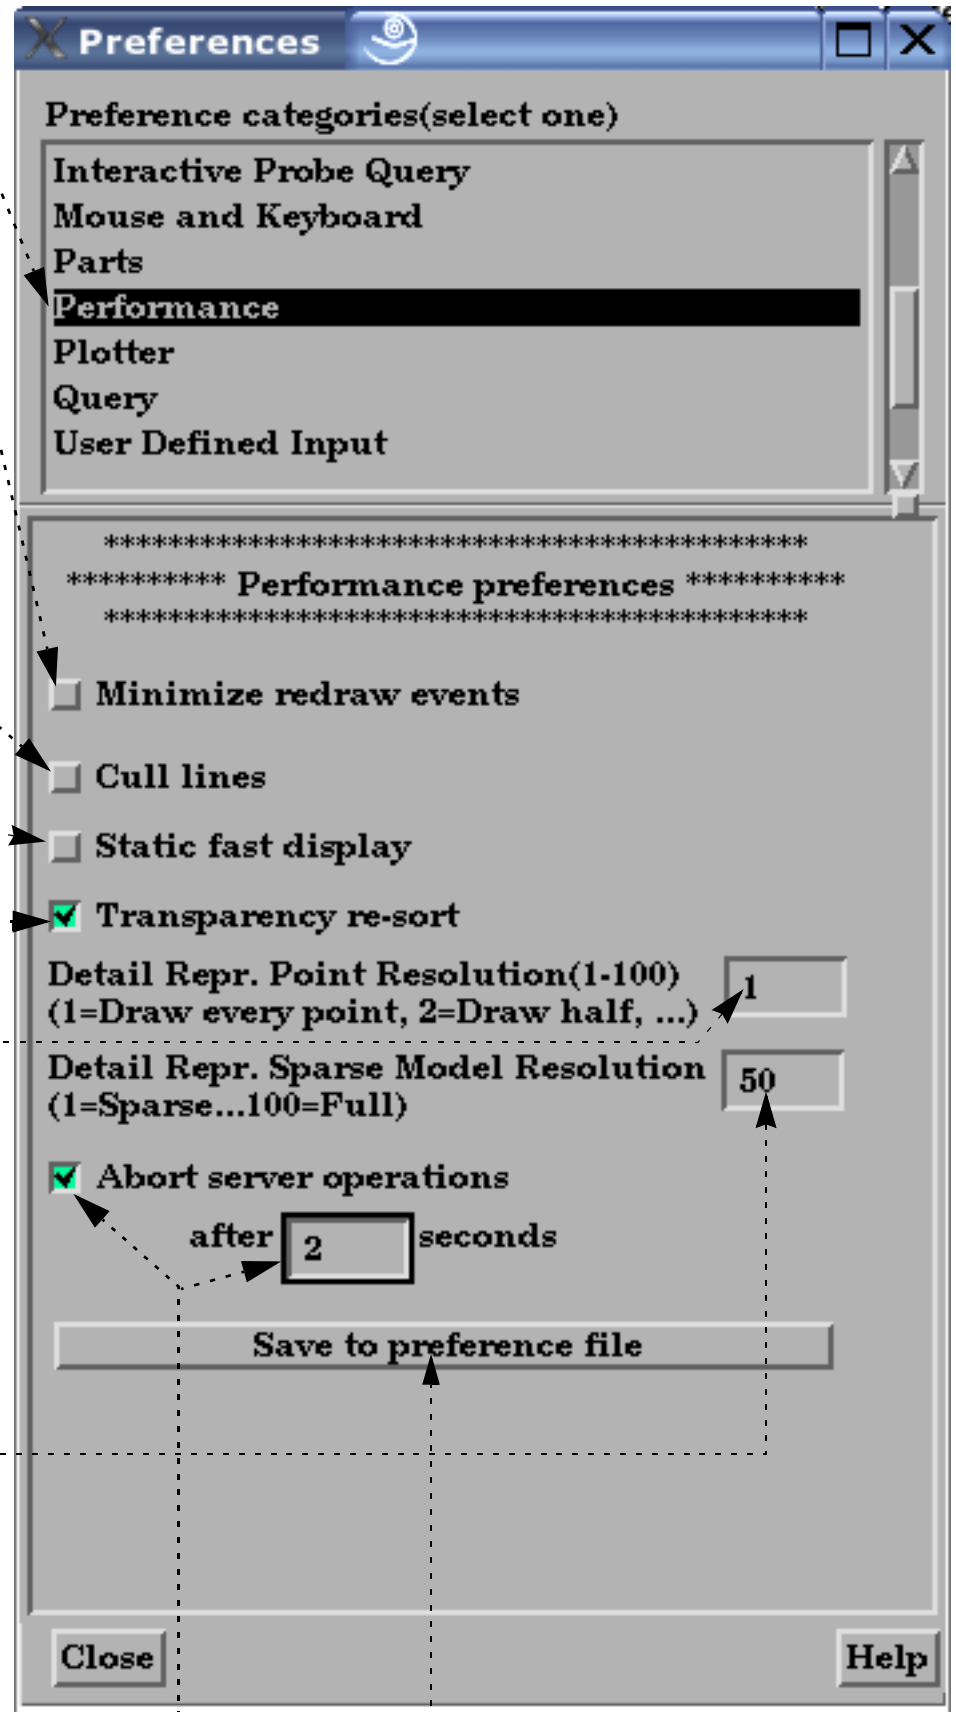 Preferences
Preference categories(select one)
Interactive Probe Query
Mouse and Keyboard
Parts
Performance
Plotter
Query
User Defined Input
********************************************
********** Performance preferences **********
********************************************
Minimize redraw events
Cull lines
Static fast display
Transparency re-sort
Detail Repr. Point Resolution(1-100)
(1=Draw every point, 2=Draw half, ...) 1
Detail Repr. Sparse Model Resolution
(1=Sparse...100=Full) 50
Abort server operations
after 2 seconds
Save to preference file
Close Help